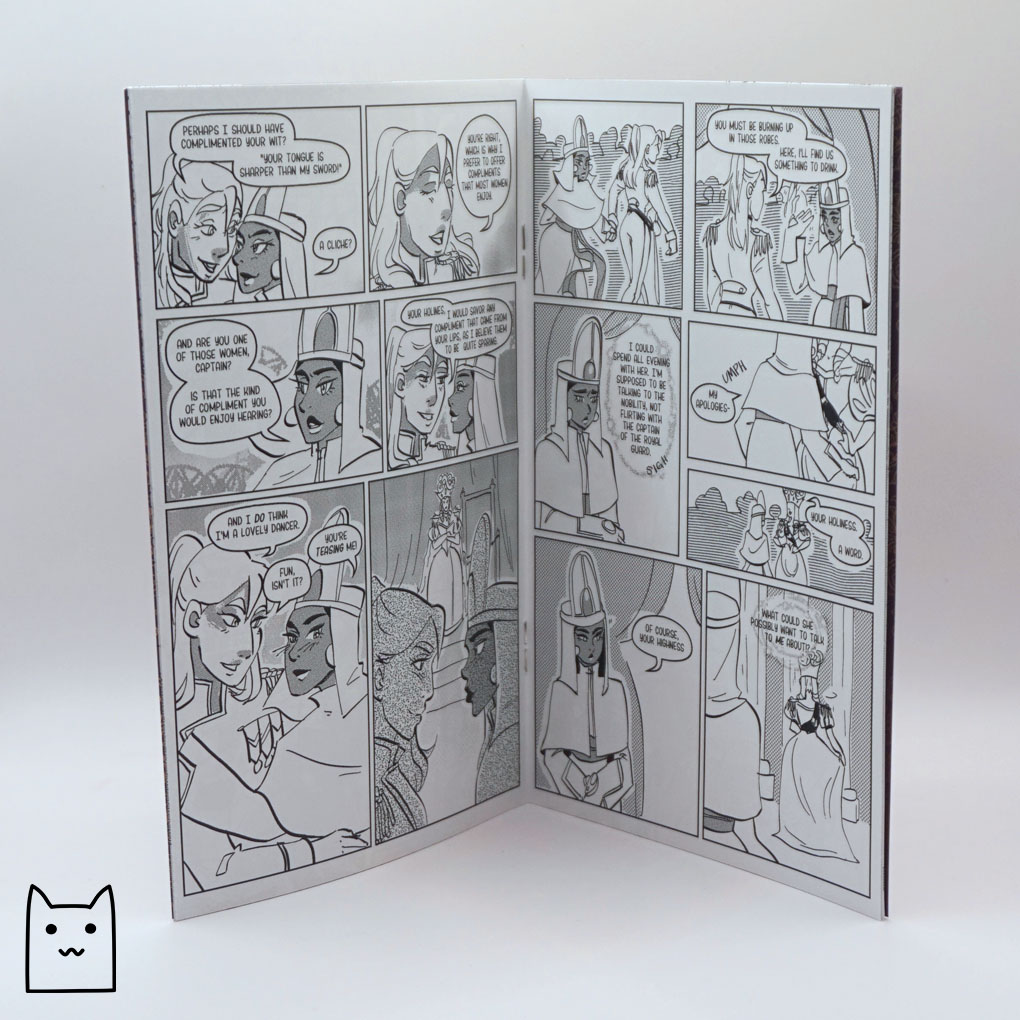 PERHAPS I SHOULD HAVE
COMPLIMENTED YOUR WIT?
"YOUR TONGUE IS
SHARPER THAN MY SWORD!"
A CLICHE?
YOU'RE RIGHT,
WHICH IS WHY I
PREFER TO OFFER
COMPLIMENTS
THAT MOST WOMEN
ENJOY.
AND ARE YOU ONE
OF THOSE WOMEN,
CAPTAIN?
IS THAT THE KIND
OF COMPLIMENT YOU
WOULD ENJOY HEARING?
YOUR HOLINES, I WOULD SAVOR ANY
COMPLIMENT THAT CAME FROM
YOUR LIPS, AS I BELIEVE THEM
TO BE QUITE SPARING.
AND I DO THINK
I'M A LOVELY DANCER.
YOU'RE
TEASING ME!
FUN,
ISN'T IT?
YOU MUST BE BURNING UP
IN THOSE ROBES.
HERE, I'LL FIND US
SOMETHING TO DRINK.
I COULD
SPEND ALL EVENING
WITH HER. I'M
SUPPOSED TO BE
TALKING TO THE
NOBILITY, NOT
FLIRTING WITH
THE CAPTAIN
OF THE ROYAL
GUARD.
SIGH
UMPH
MY
APOLOGIES-
YOUR HOLINESS.
A WORD.
OF COURSE,
YOUR HIGHNESS
WHAT COULD SHE
POSSIBLY WANT TO TALK
TO ME ABOUT!?